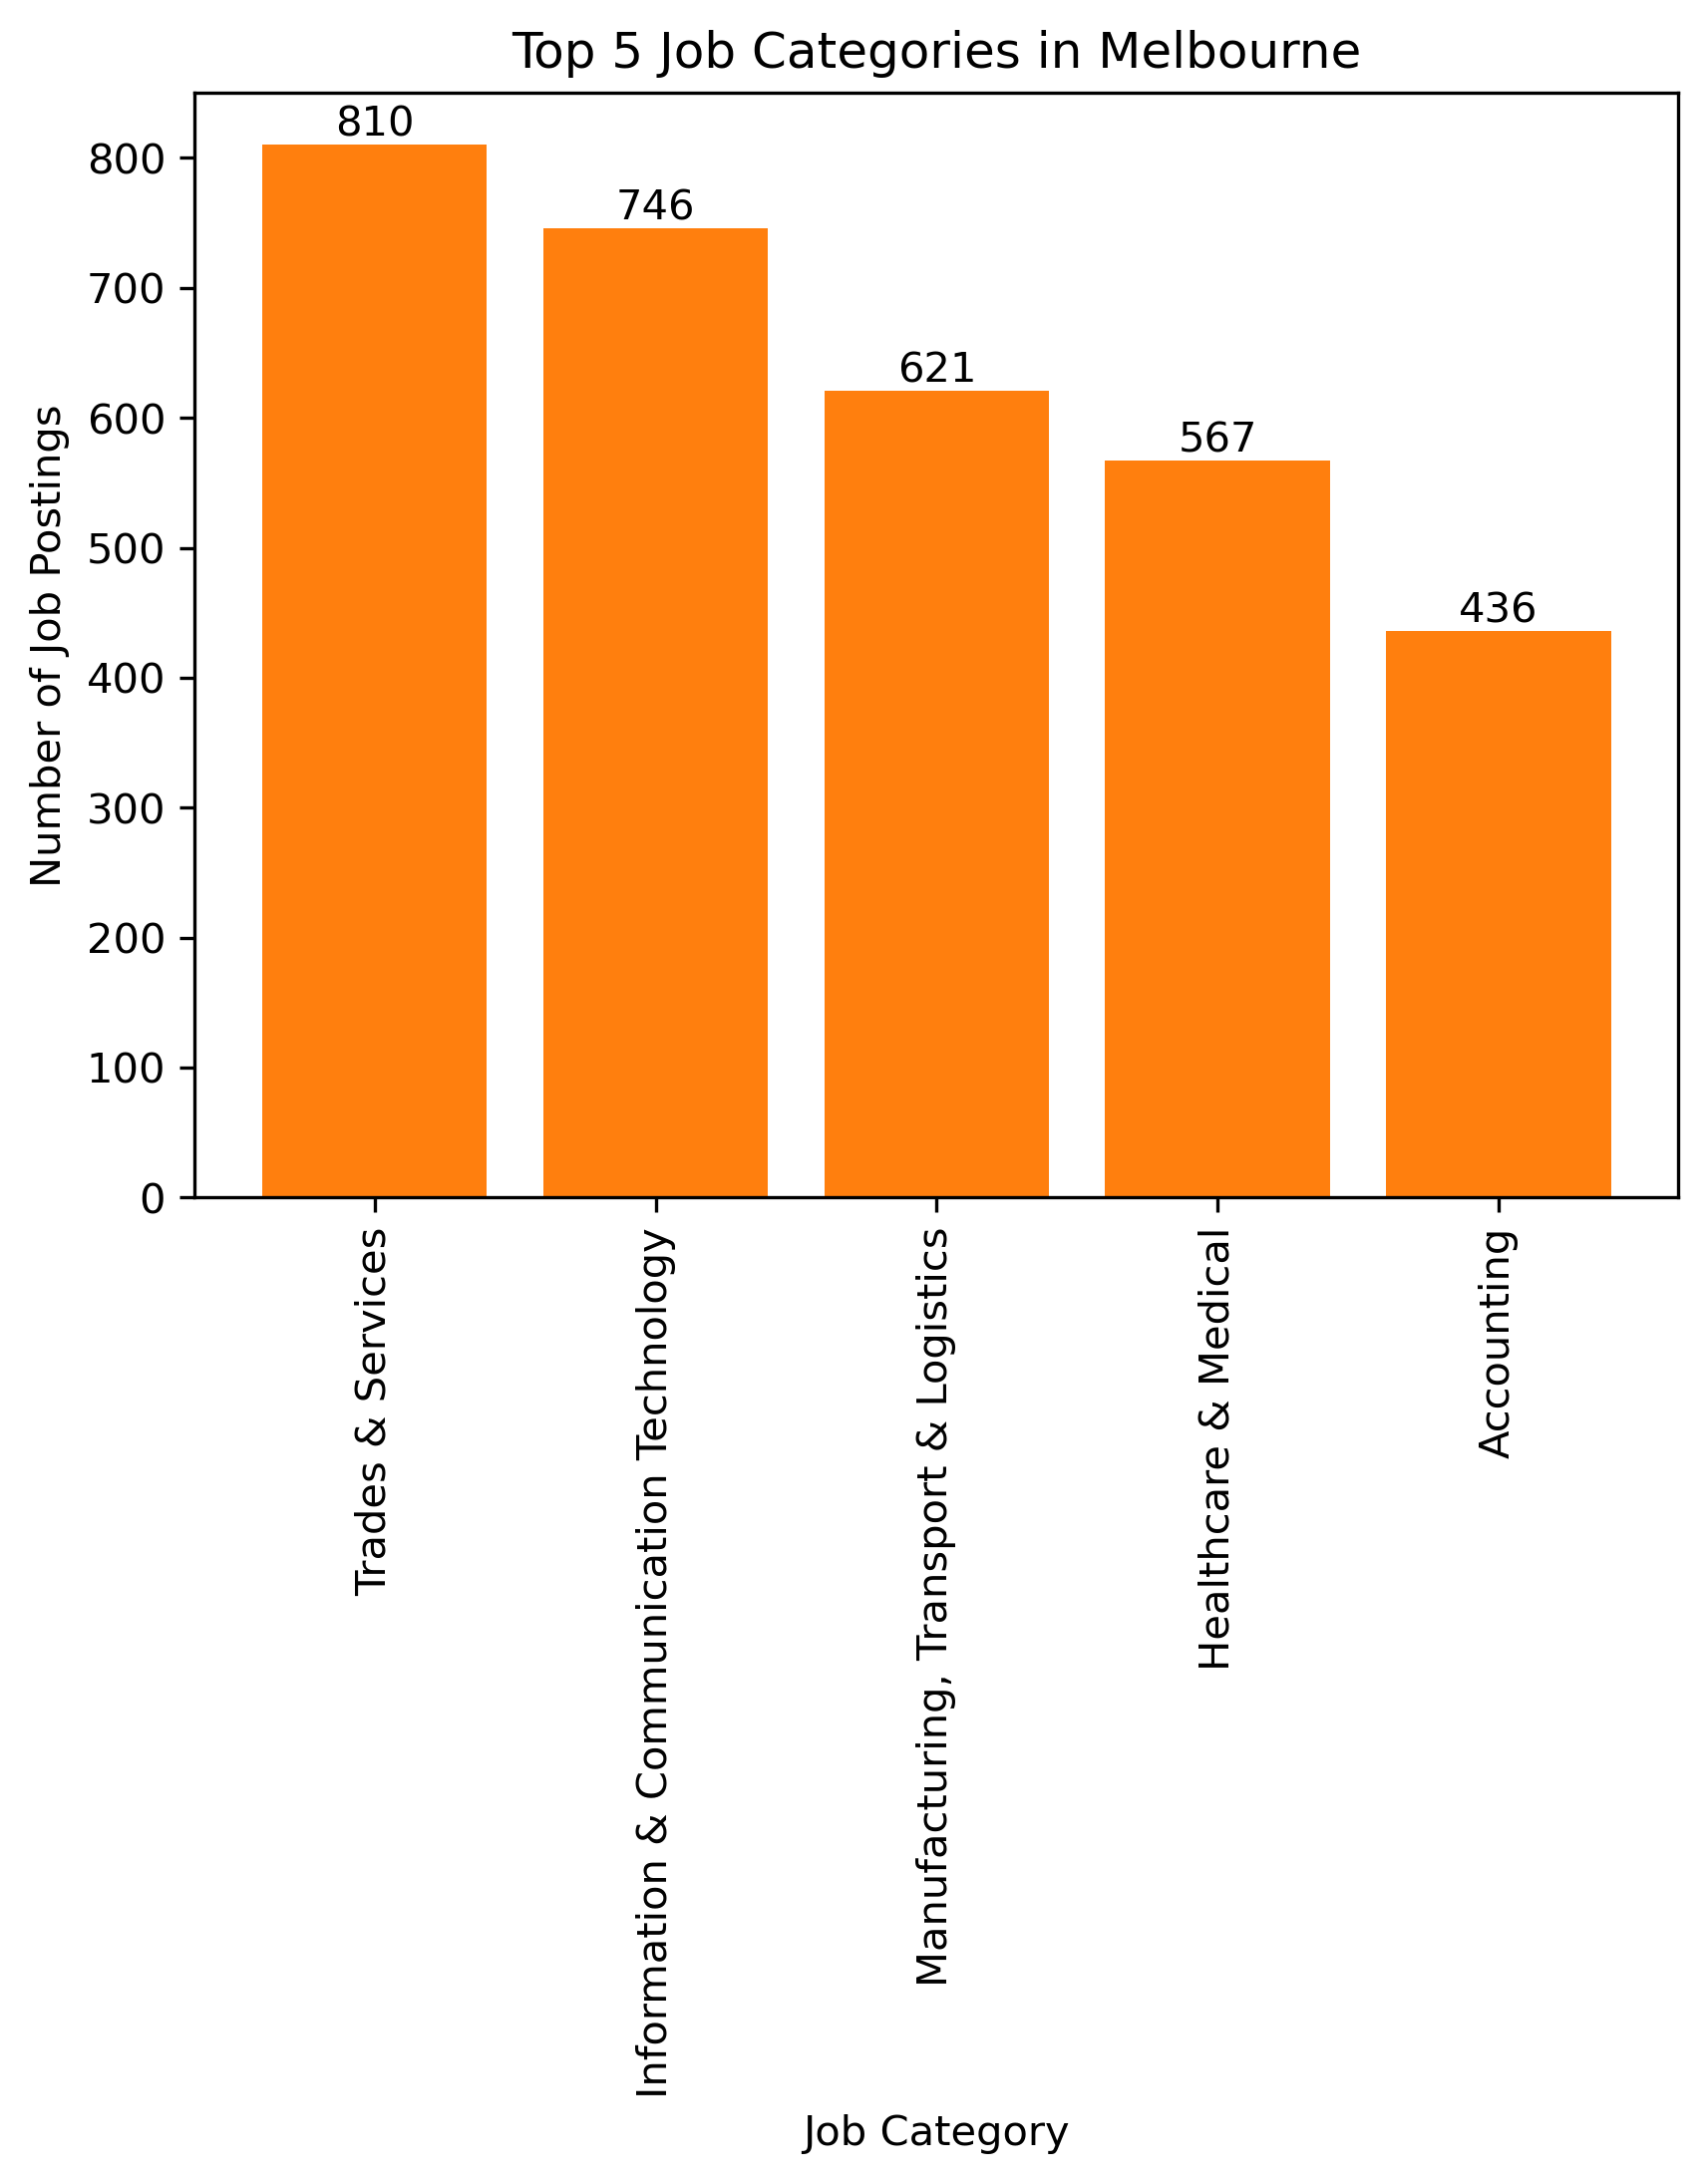 Top 5 Job Categories in Melbourne
Number of Job Postings
800
700
600
500
400
300
200
100
0
810
746
621
567
436
Trades & Services
Information & Communication Technology
Manufacturing, Transport & Logistics
Healthcare & Medical
Accounting
Job Category